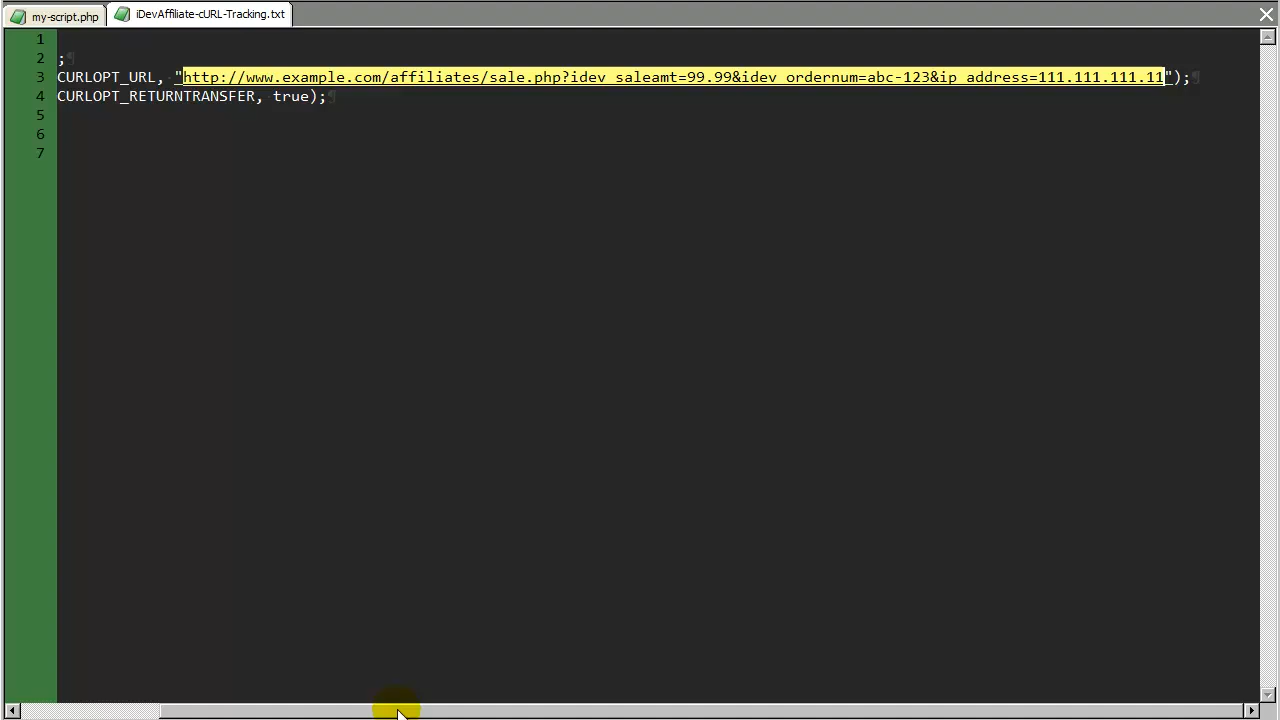 my-script.php
iDevAffiliate-cURL-Tracking.txt
1
2 ;
3 CURLOPT_URL, "http://www.example.com/affiliates/sale.php?idev_saleamt=99.99&idev_ordernum=abc-123&ip_address=111.111.111.11");
4 CURLOPT_RETURNTRANSFER, true);
5
6
7